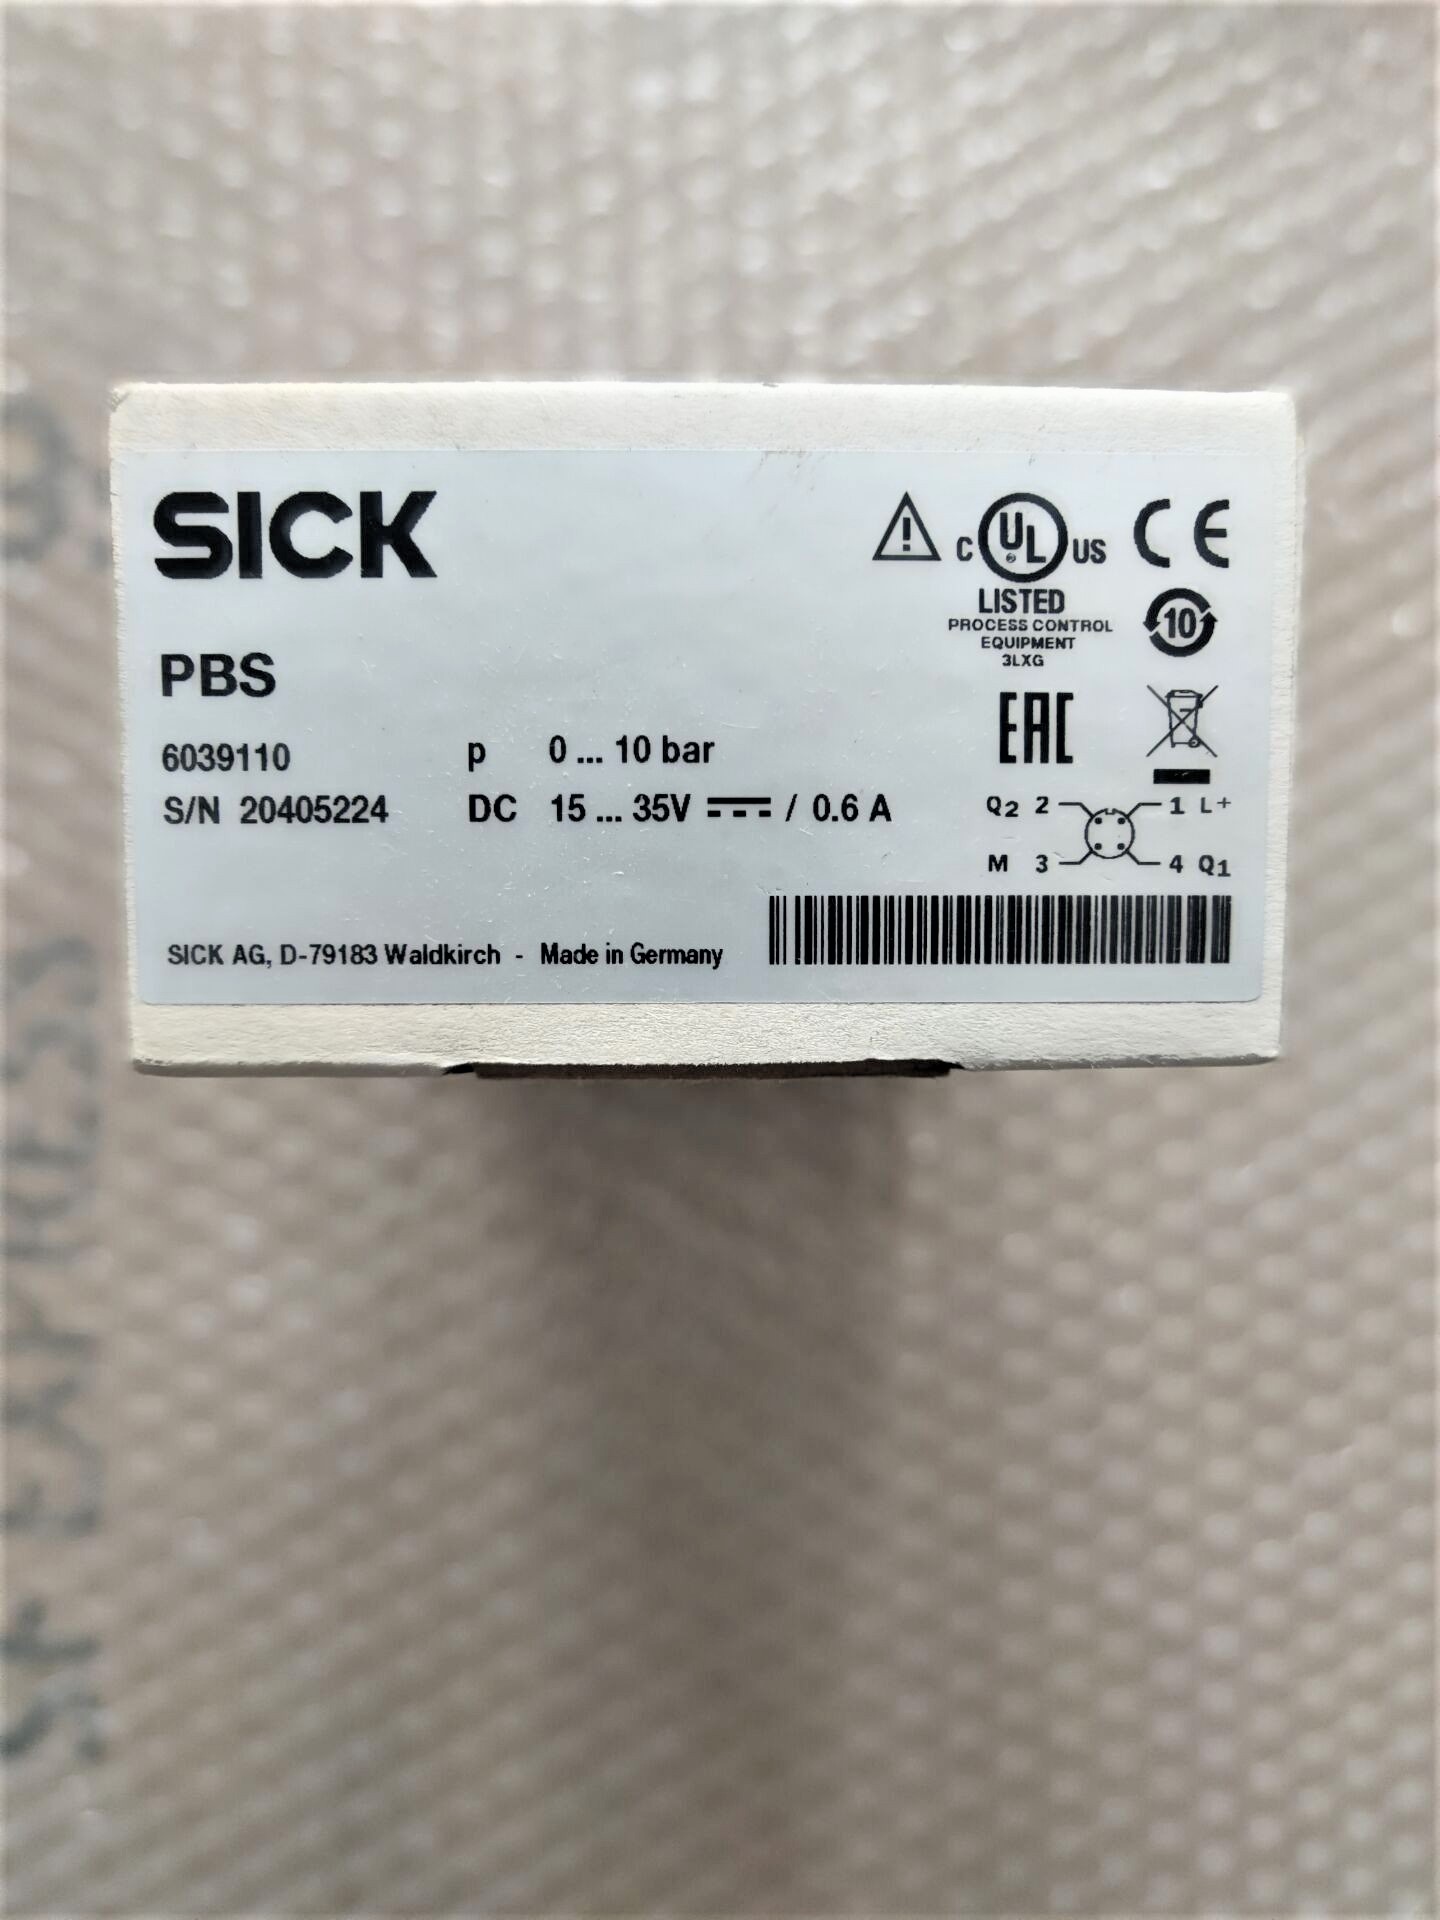 SICK
C UL US CE
LISTED
PROCESS CONTROL
EQUIPMENT
3LXG
10
PBS
EAC
6039110 p 0 ... 10 bar
S/N 20405224 DC 15 ... 35V / 0.6 A
Q2 2 1 L+
M 3 4 Q1
SICK AG, D-79183 Waldkirch - Made in Germany